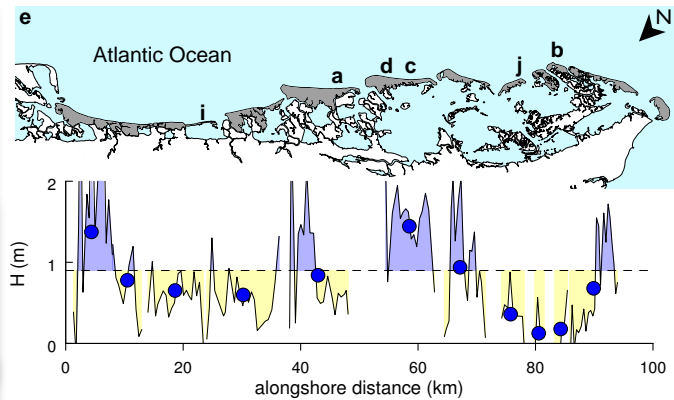 e
N
Atlantic Ocean
a
d
c
j
b
i
2
1
0
H (m)
0
20
40
60
80
100
alongshore distance (km)